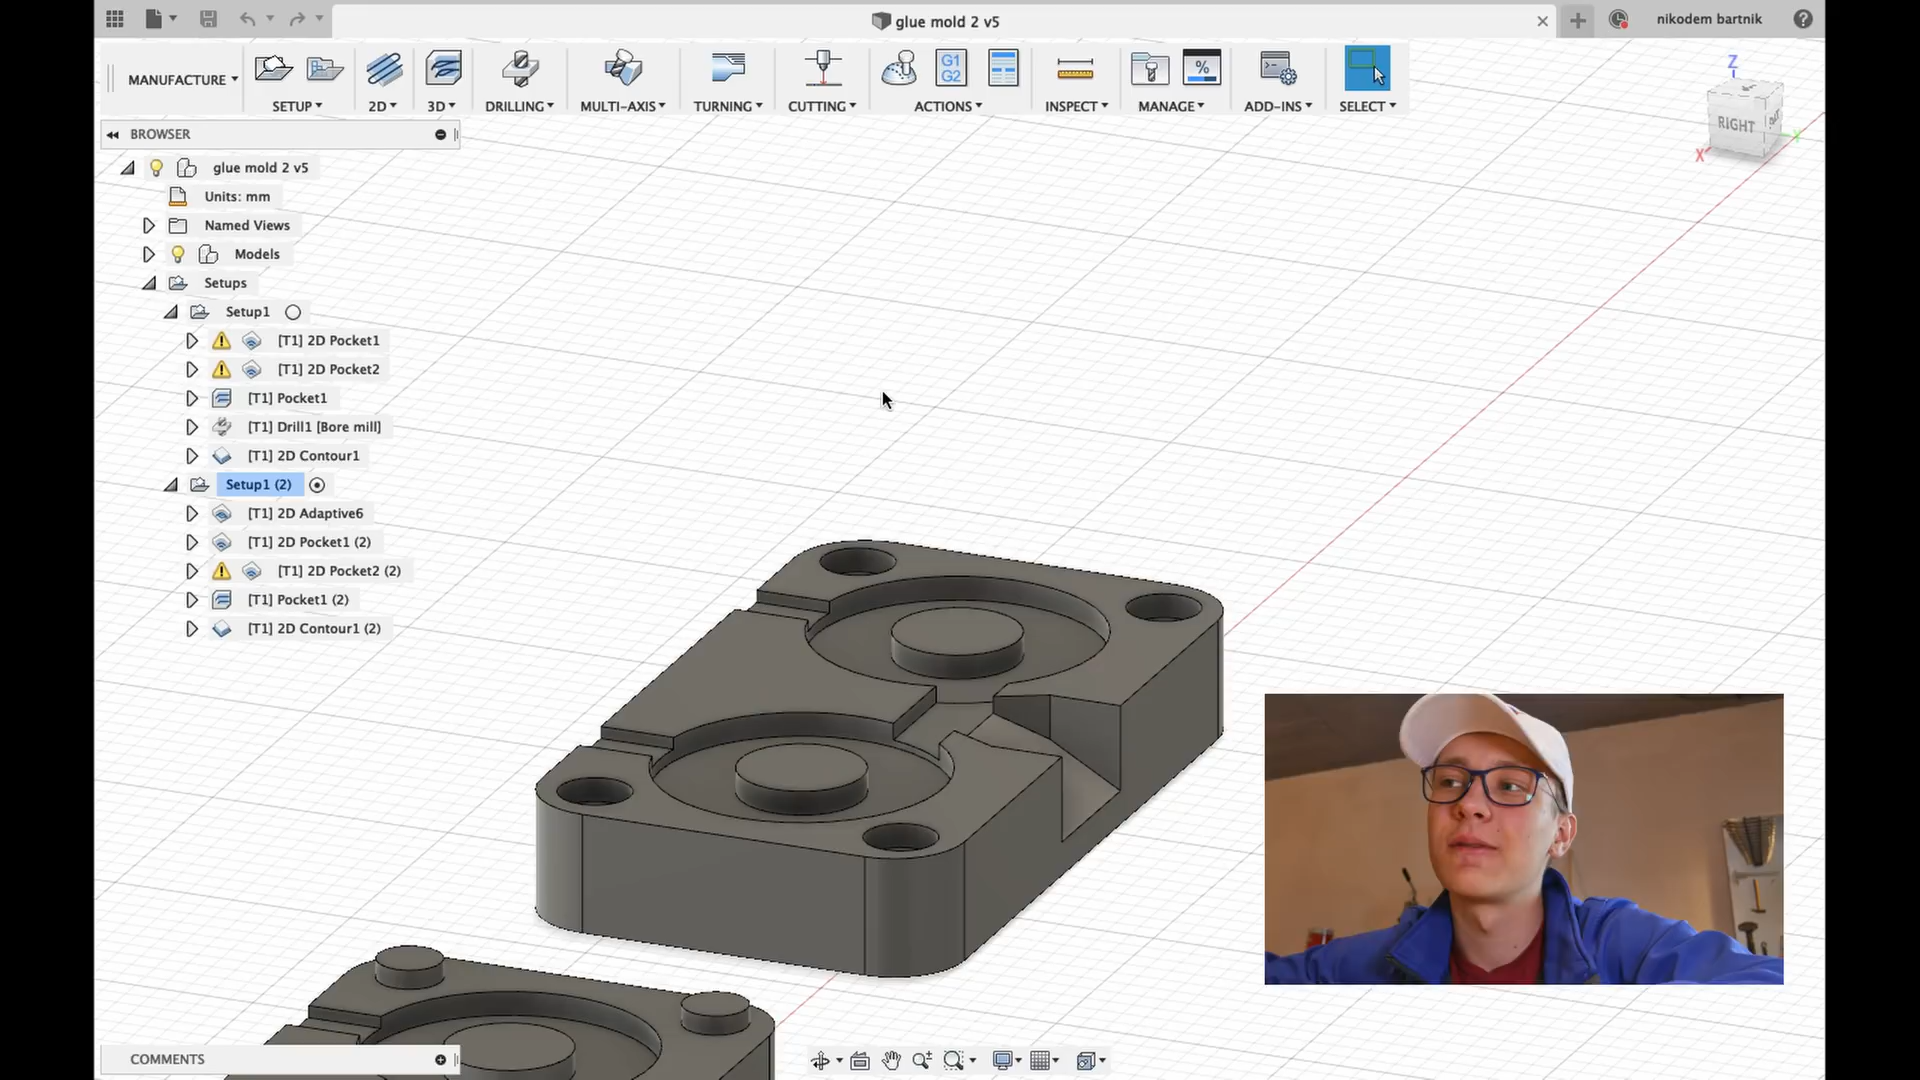 glue mold 2 v5
nikodem bartnik
MANUFACTURE
SETUP
2D
3D
DRILLING
MULTI-AXIS
TURNING
CUTTING
G1
G2
ACTIONS
INSPECT
%
MANAGE
ADD-INS
SELECT
Z
RIGHT
X
Y
BROWSER
glue mold 2 v5
Units: mm
Named Views
Models
Setups
Setup1
[T1] 2D Pocket1
[T1] 2D Pocket2
[T1] Pocket1
[T1] Drill1 [Bore mill]
[T1] 2D Contour1
Setup1 (2)
[T1] 2D Adaptive6
[T1] 2D Pocket1 (2)
[T1] 2D Pocket2 (2)
[T1] Pocket1 (2)
[T1] 2D Contour1 (2)
COMMENTS